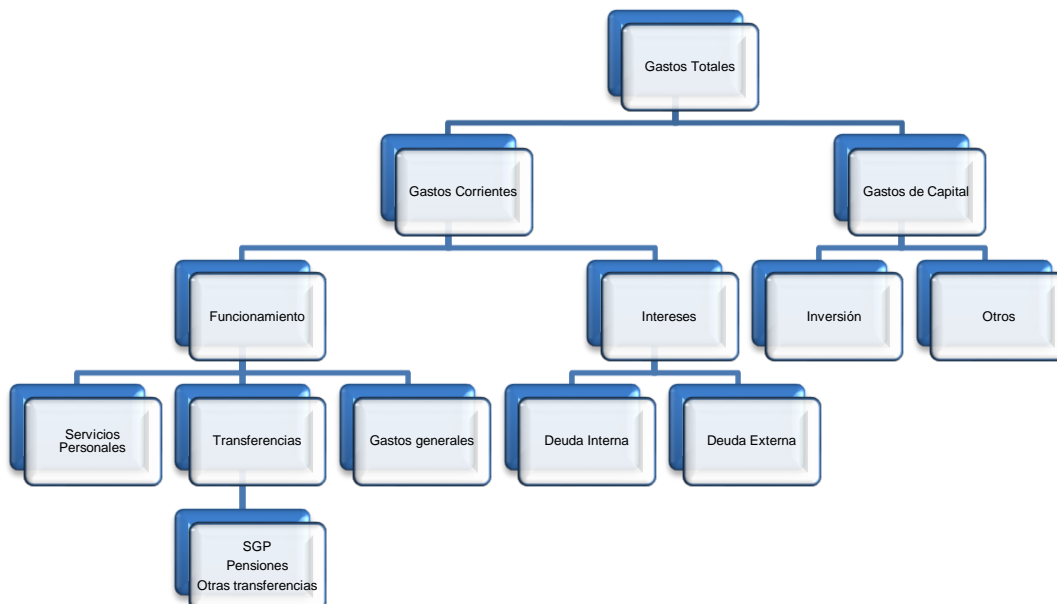 Gastos Totales
Gastos Corrientes
Gastos de Capital
Funcionamiento
Intereses
Inversión
Otros
Servicios
Personales
Transferencias
Gastos generales
Deuda Interna
Deuda Externa
SGP
Pensiones
Otras transferencias